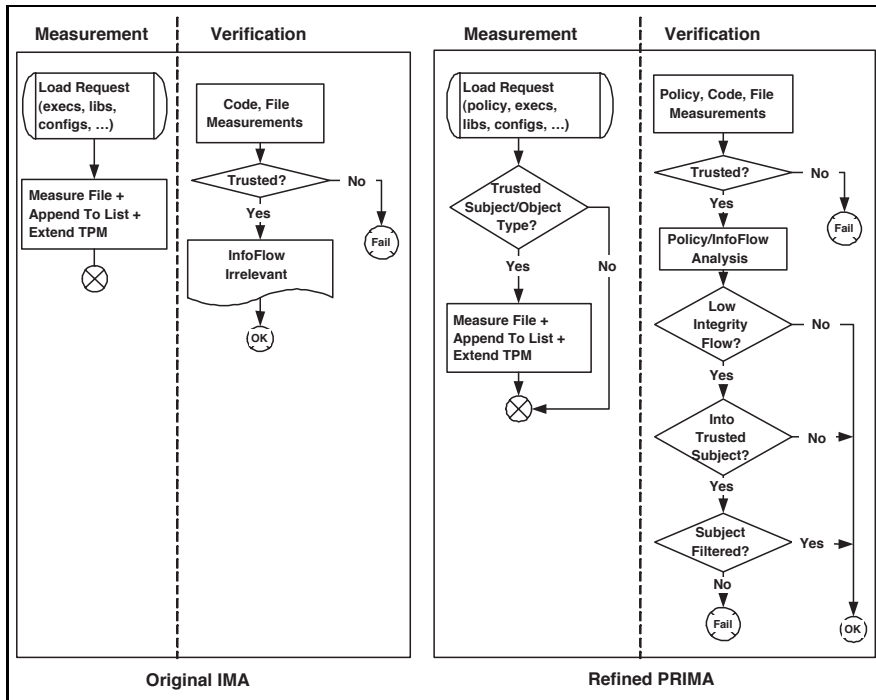 Measurement
Verification
Load Request
(execs, libs,
configs, ...)
Measure File +
Append To List +
Extend TPM
Code, File
Measurements
Trusted?
No
Yes
Fail
InfoFlow
Irrelevant
OK
Original IMA
Measurement
Verification
Load Request
(policy, execs,
libs, configs, ...)
Trusted
Subject/Object
Type?
Yes
No
Measure File +
Append To List +
Extend TPM
Policy, Code, File
Measurements
Trusted?
No
Yes
Fail
Policy/InfoFlow
Analysis
Low
Integrity
Flow?
No
Yes
Into
Trusted
Subject?
No
Yes
Subject
Filtered?
Yes
No
Fail
OK
Refined PRIMA